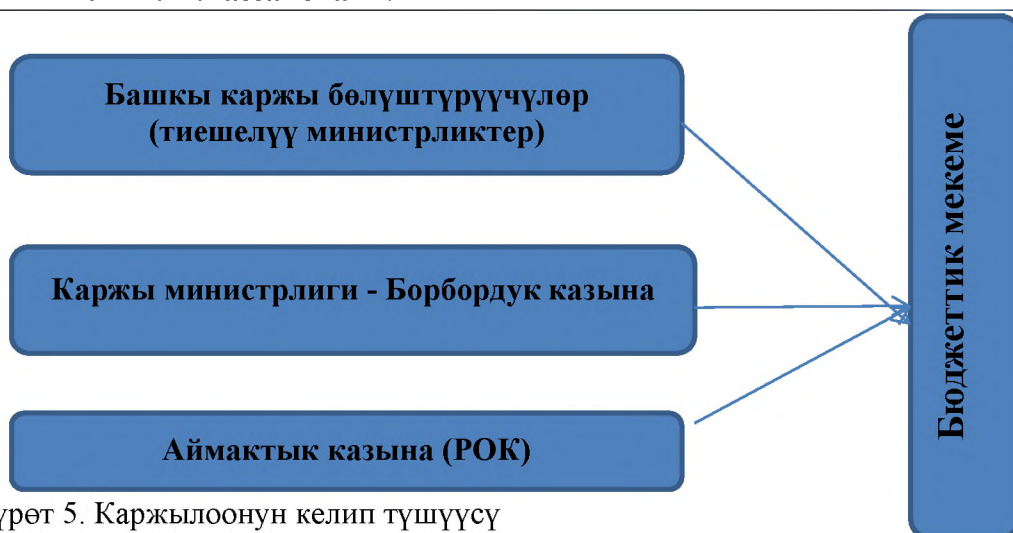 Башкы каржы бөлүштүрүүчүлөр
(тиешелүү министрликтер)
Каржы министрлиги - Борбордук казына
Аймактык казына (РОК)
Бюджеттик мекеме
үрөт 5. Каржылоонун келип түшүүсү